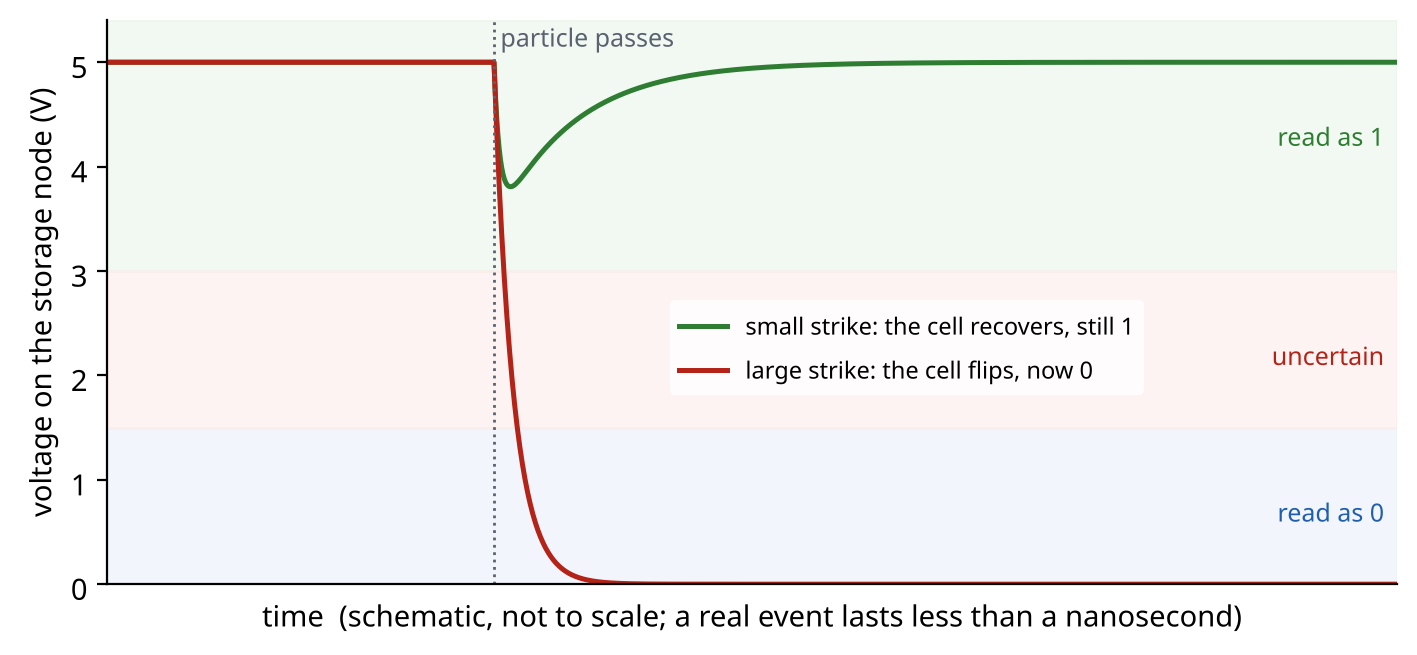 particle passes
5
4
3
2
1
0
voltage on the storage node (V)
read as 1
small strike: the cell recovers, still 1
large strike: the cell flips, now 0
uncertain
read as 0
time (schematic, not to scale; a real event lasts less than a nanosecond)